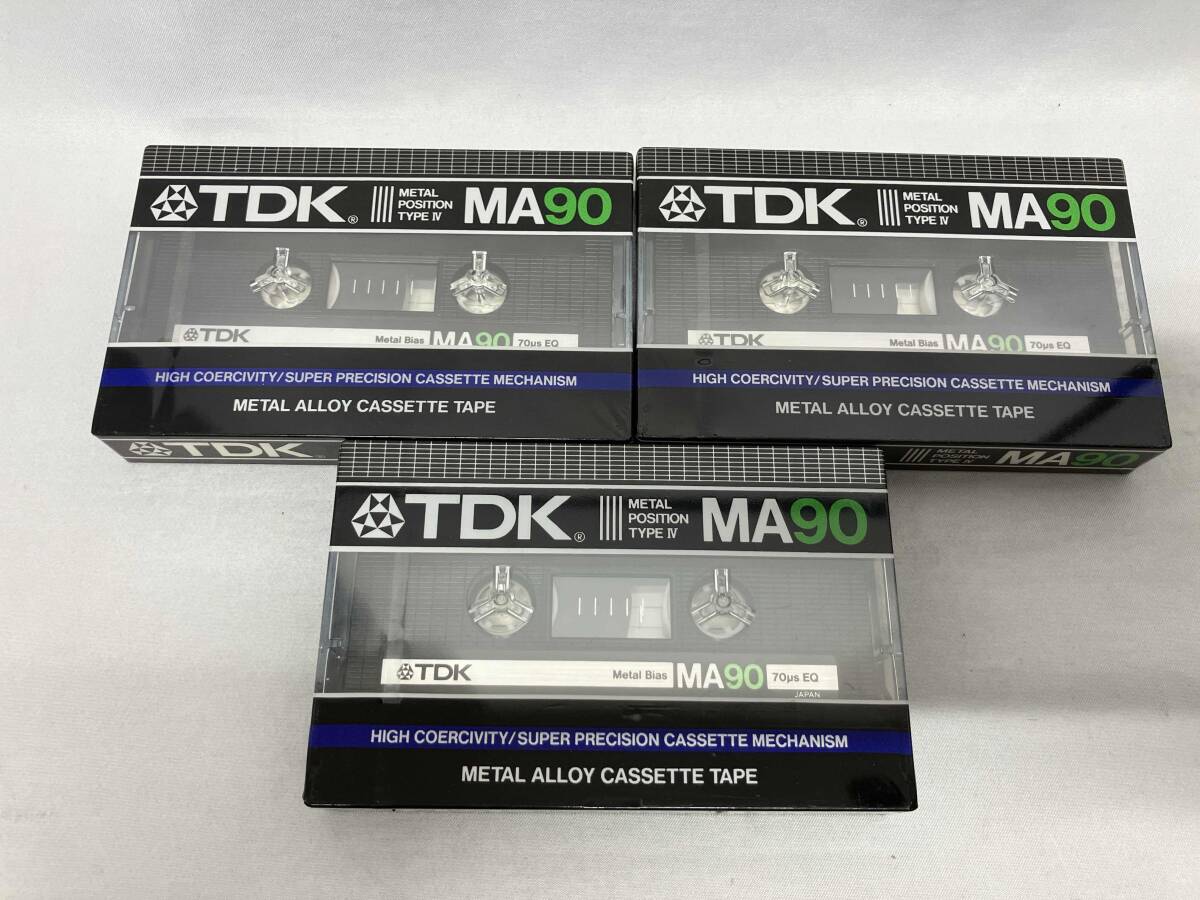 TDK® METAL POSITION TYPE IV MA90
TDK Metal Bias MA90 70µs EQ
HIGH COERCIVITY/SUPER PRECISION CASSETTE MECHANISM
METAL ALLOY CASSETTE TAPE
TDK
TDK® METAL POSITION TYPE IV MA90
TDK Metal Bias MA90 70µs EQ
HIGH COERCIVITY/SUPER PRECISION CASSETTE MECHANISM
METAL ALLOY CASSETTE TAPE
METAL POSITION TYPE IV MA90
TDK® METAL POSITION TYPE IV MA90
TDK Metal Bias MA90 70µs EQ
JAPAN
HIGH COERCIVITY/SUPER PRECISION CASSETTE MECHANISM
METAL ALLOY CASSETTE TAPE